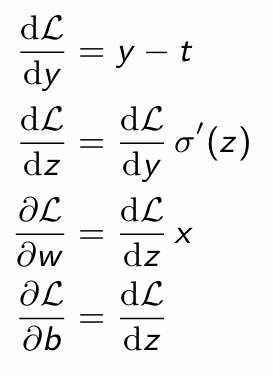 dℒ/dy = y − t
dℒ/dz = dℒ/dy σ′(z)
∂ℒ/∂w = dℒ/dz x
∂ℒ/∂b = dℒ/dz